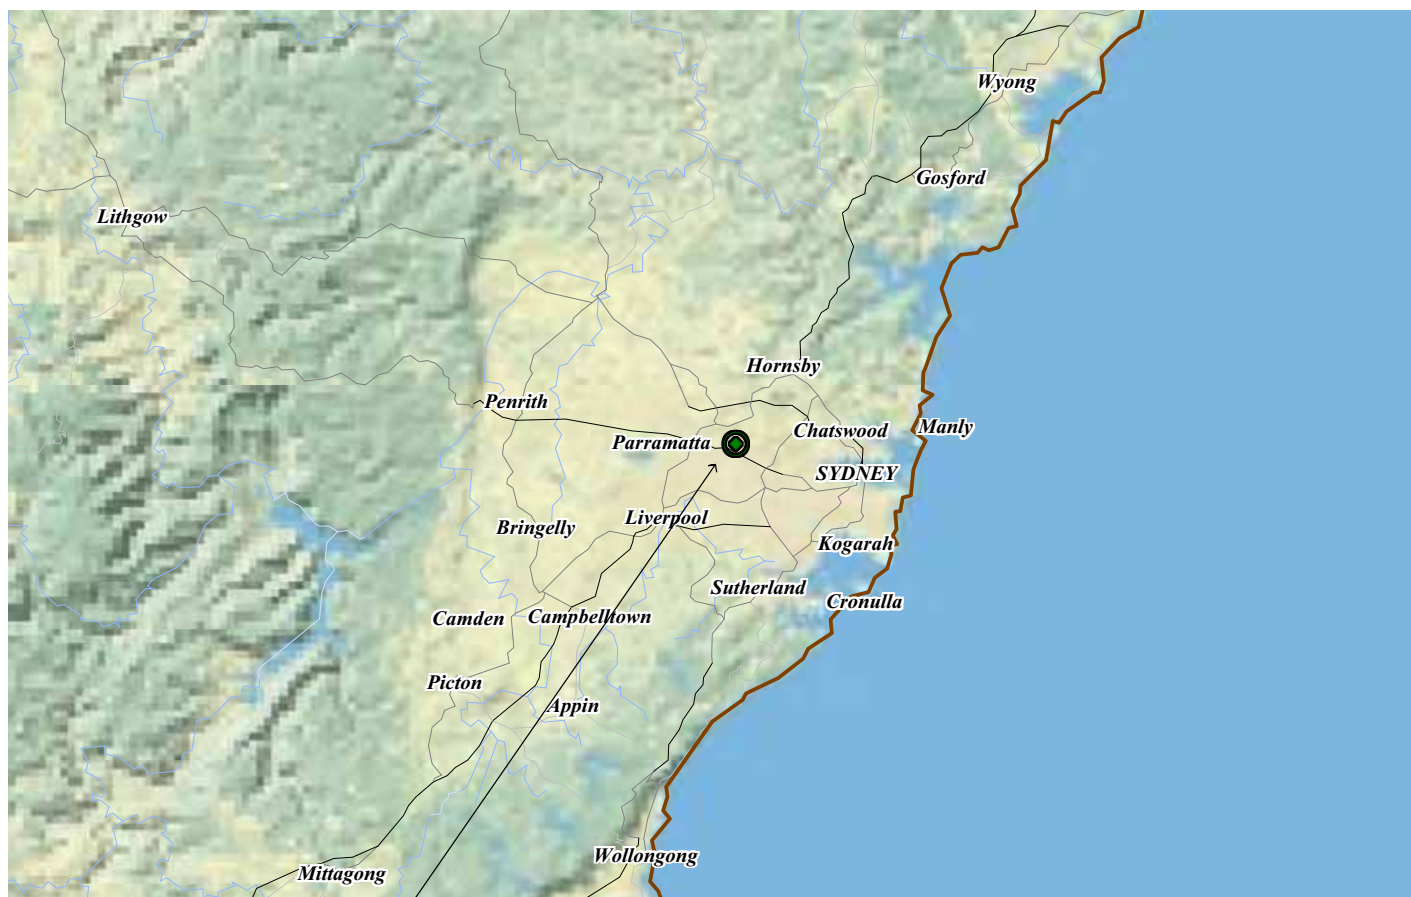 Wyong
Gosford
Lithgow
Hornsby
Penrith
Manly
Chatswood
Parramatta
SYDNEY
Liverpool
Bringelly
Kogarah
Sutherland
Cronulla
Camden
Campbelltown
Picton
Appin
Wollongong
Mittagong